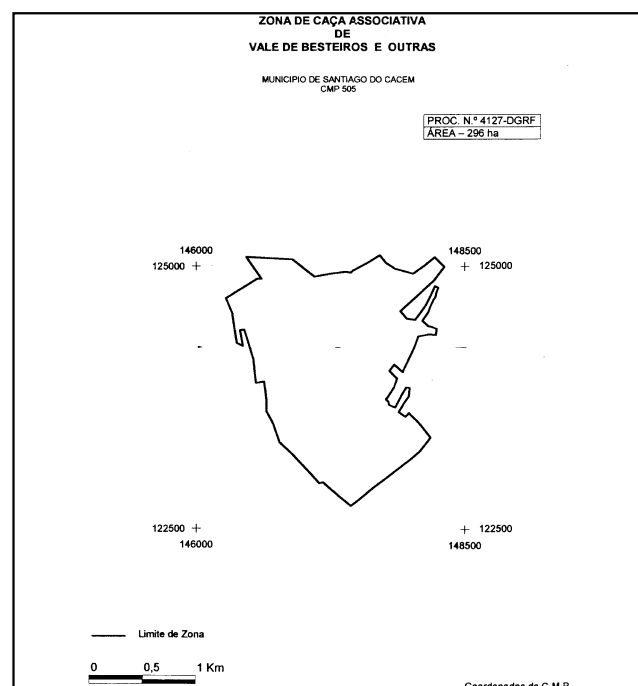 ZONA DE CAÇA ASSOCIATIVA
DE
VALE DE BESTEIROS E OUTRAS
MUNICIPIO DE SANTIAGO DO CACEM
CMP 505
PROC. N.º 4127-DGRF
ÁREA – 296 ha
146000
148500
125000
125000
122500
122500
146000
148500
Limite de Zona
0 0,5 1 Km